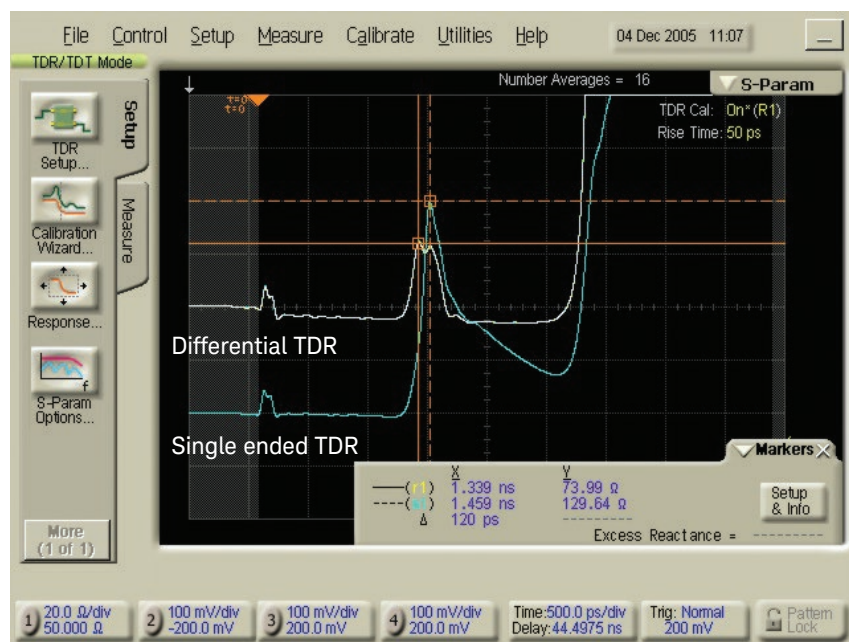 File Control Setup Measure Calibrate Utilities Help 04 Dec 2005 11:07
TDR/TDT Mode
Number Averages = 16
S-Param
TDR Cal: On*(R1)
Rise Time: 50 ps
t=0
t=0
Setup
Measure
TDR
Setup...
Calibration
Wizard...
Response...
f
S-Param
Options...
More
(1 of 1)
Differential TDR
Single ended TDR
Markers
X Y
1.339 ns 73.99 Ω
1.459 ns 129.64 Ω
Δ 120 ps ---------
Excess Reactance = ---------
Setup
& Info
1 20.0 Ω/div
50.000 Ω
2 100 mV/div
-200.0 mV
3 100 mV/div
200.0 mV
4 100 mV/div
200.0 mV
Time:500.0 ps/div
Delay:44.4975 ns
Trig: Normal
200 mV
Pattern
Lock